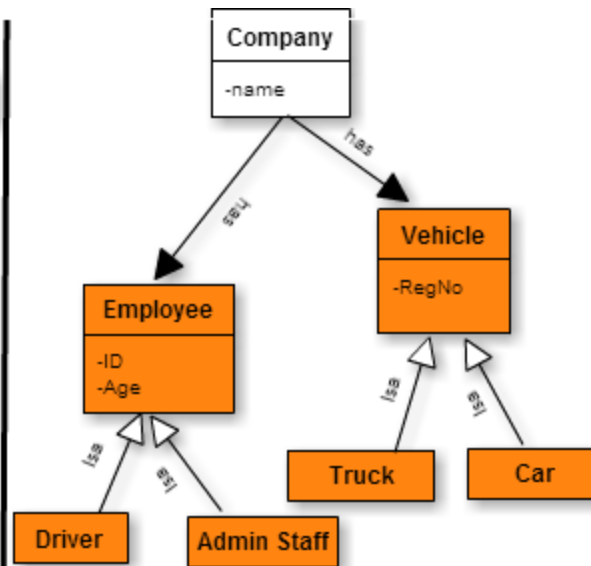 Company
-name
has
has
Vehicle
-RegNo
Employee
-ID
-Age
Isa
Isa
Isa
Isa
Truck
Car
Driver
Admin Staff